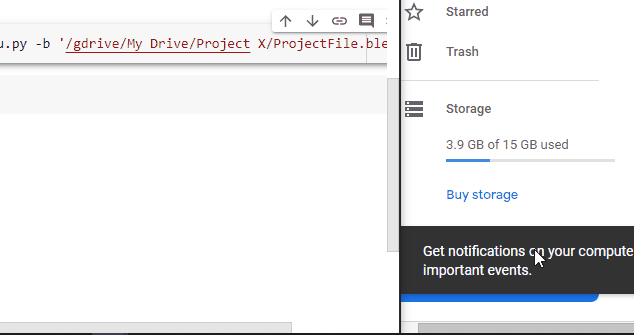 u.py -b '/gdrive/My Drive/Project X/ProjectFile.ble
Starred
Trash
Storage
3.9 GB of 15 GB used
Buy storage
Get notifications on your compute
important events.